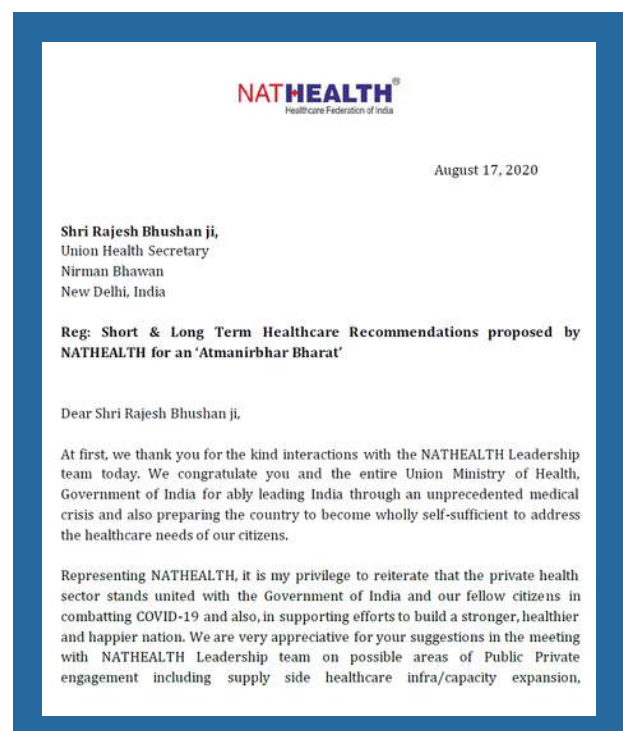 NATHEALTH®
Healthcare Federation of India
August 17, 2020
Shri Rajesh Bhushan ji,
Union Health Secretary
Nirman Bhawan
New Delhi, India
Reg: Short & Long Term Healthcare Recommendations proposed by
NATHEALTH for an ‘Atmanirbhar Bharat’
Dear Shri Rajesh Bhushan ji,
At first, we thank you for the kind interactions with the NATHEALTH Leadership
team today. We congratulate you and the entire Union Ministry of Health,
Government of India for ably leading India through an unprecedented medical
crisis and also preparing the country to become wholly self-sufficient to address
the healthcare needs of our citizens.
Representing NATHEALTH, it is my privilege to reiterate that the private health
sector stands united with the Government of India and our fellow citizens in
combatting COVID-19 and also, in supporting efforts to build a stronger, healthier
and happier nation. We are very appreciative for your suggestions in the meeting
with NATHEALTH Leadership team on possible areas of Public Private
engagement including supply side healthcare infra/capacity expansion,